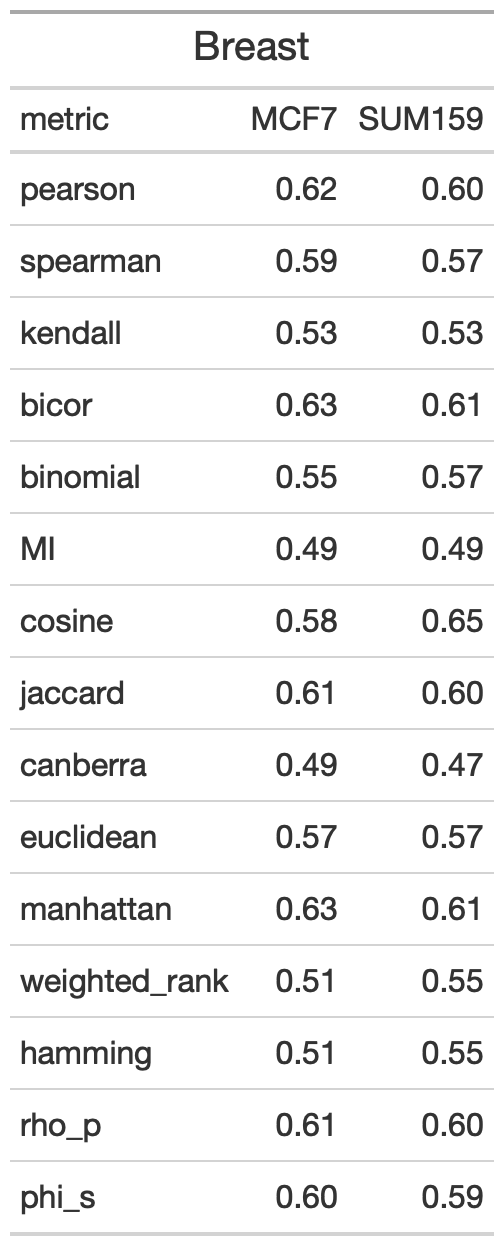 Breast
metric MCF7 SUM159
pearson 0.62 0.60
spearman 0.59 0.57
kendall 0.53 0.53
bicor 0.63 0.61
binomial 0.55 0.57
MI 0.49 0.49
cosine 0.58 0.65
jaccard 0.61 0.60
canberra 0.49 0.47
euclidean 0.57 0.57
manhattan 0.63 0.61
weighted_rank 0.51 0.55
hamming 0.51 0.55
rho_p 0.61 0.60
phi_s 0.60 0.59